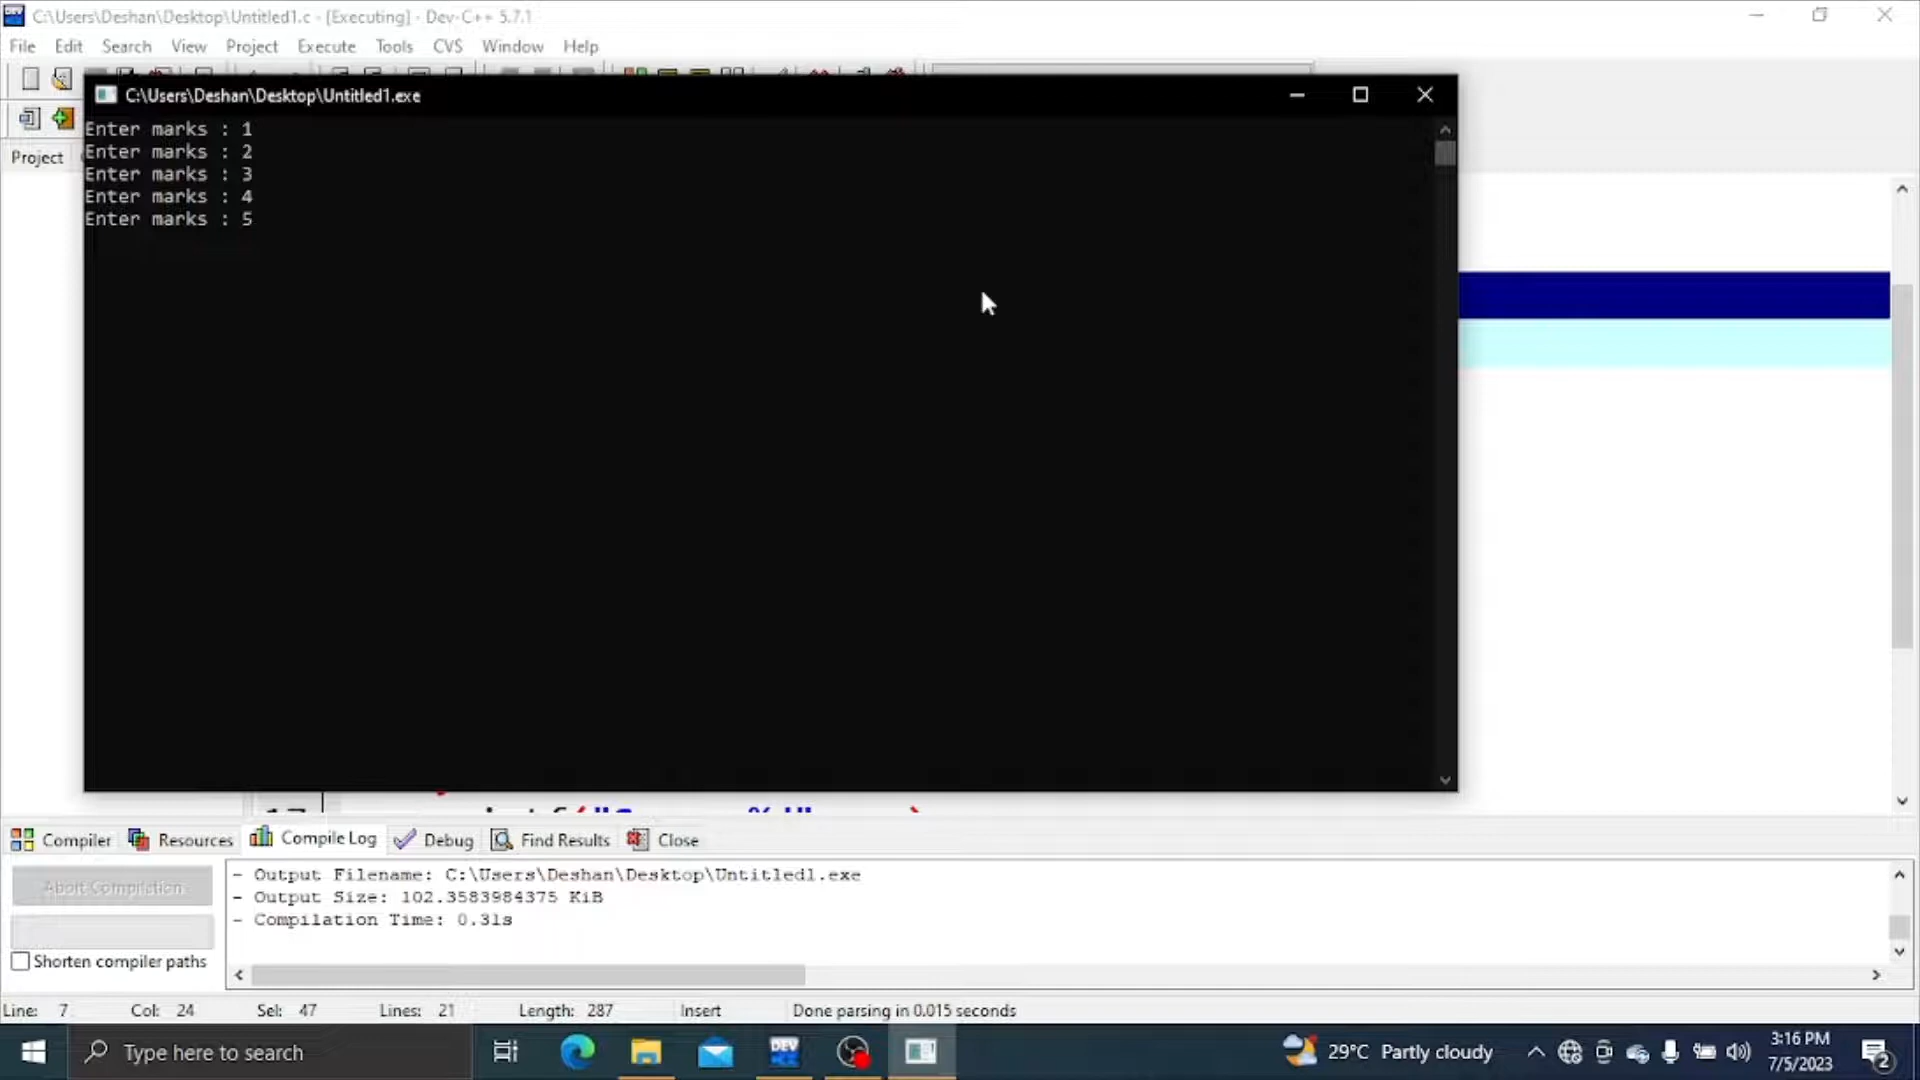 C:\Users\Deshan\Desktop\Untitled1.c - [Executing] - Dev-C++ 5.7.1
File Edit Search View Project Execute Tools CVS Window Help
C:\Users\Deshan\Desktop\Untitled1.exe
Enter marks : 1
Enter marks : 2
Project
Enter marks : 3
Enter marks : 4
Enter marks : 5
Compiler Resources Compile Log Debug Find Results Close
Abort Compilation
- Output Filename: C:\Users\Deshan\Desktop\Untitled1.exe
- Output Size: 102.3583984375 KiB
- Compilation Time: 0.31s
Shorten compiler paths
Line: 7 Col: 24 Sel: 47 Lines: 21 Length: 287 Insert Done parsing in 0.015 seconds
Type here to search
DEV
29°C Partly cloudy
3:16 PM
7/5/2023
2